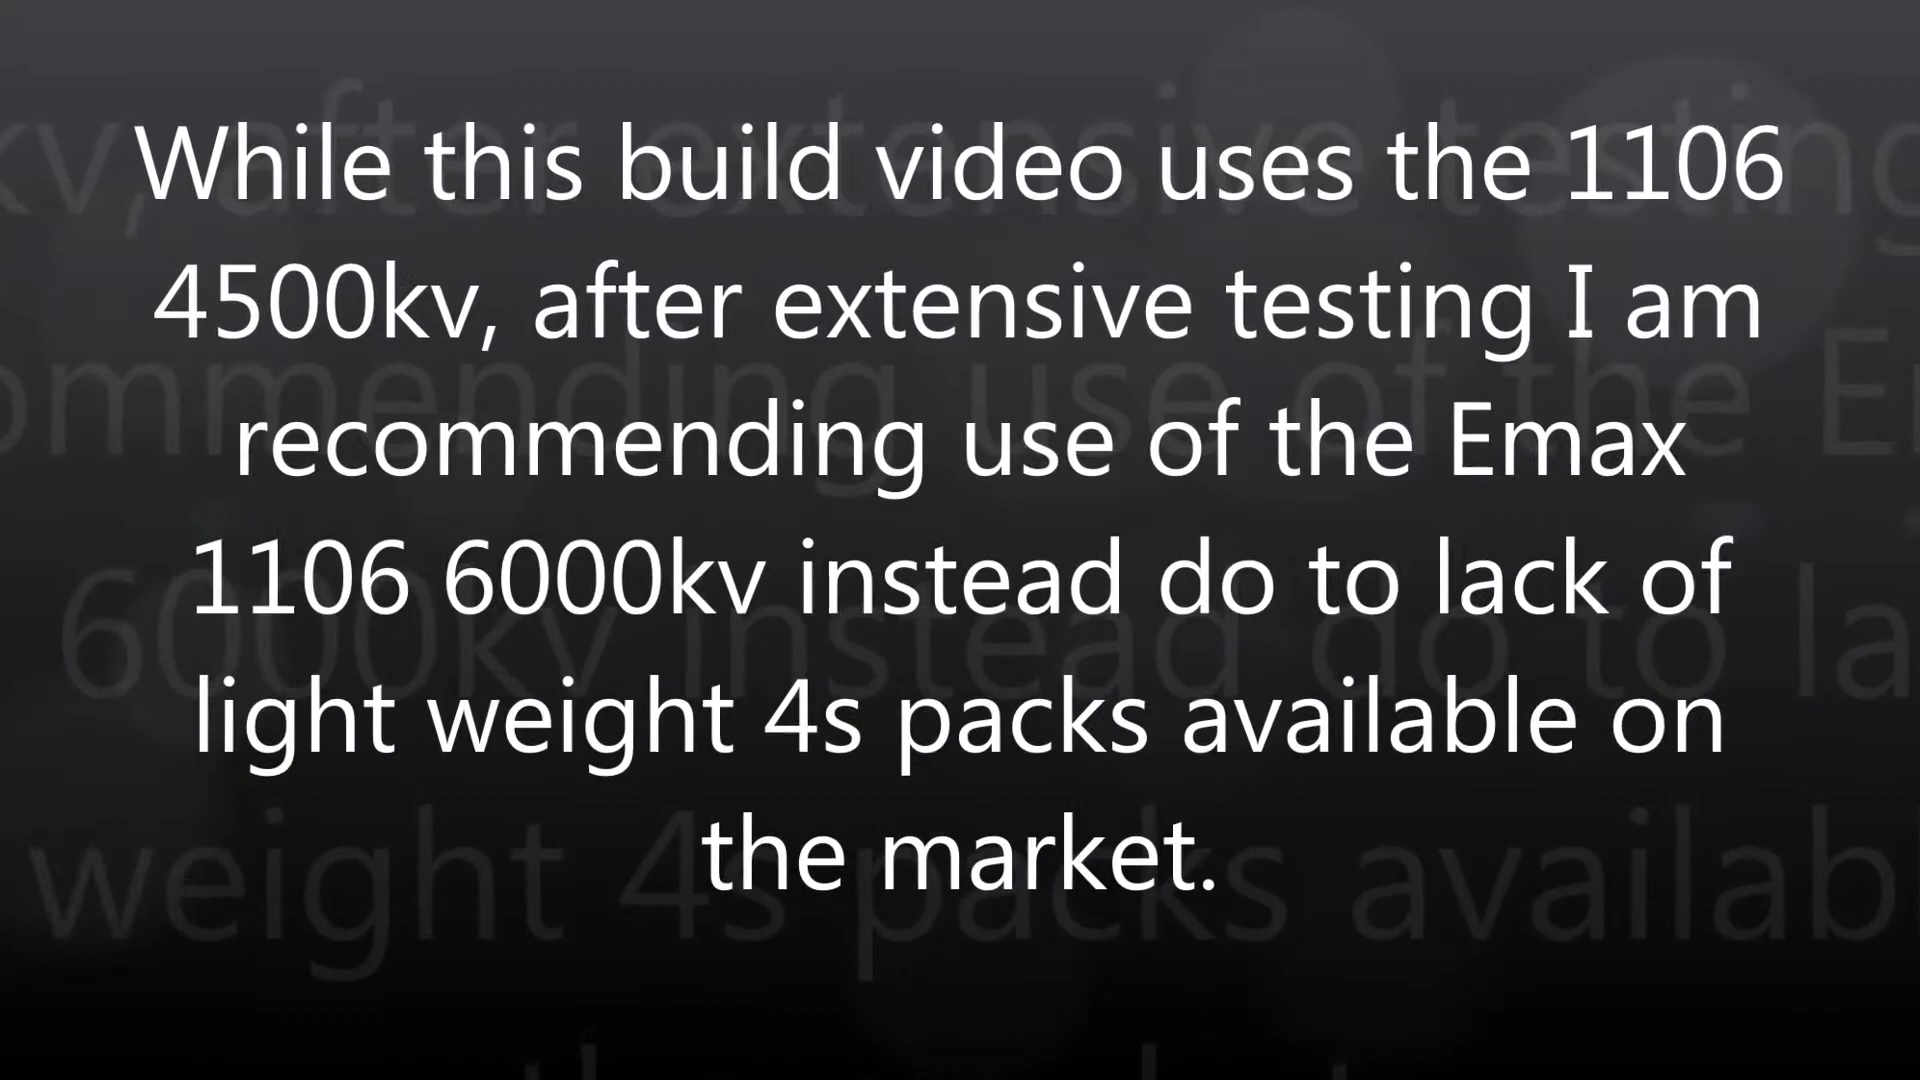 While this build video uses the 1106
4500kv, after extensive testing I am
recommending use of the Emax
1106 6000kv instead do to lack of
light weight 4s packs available on
the market.